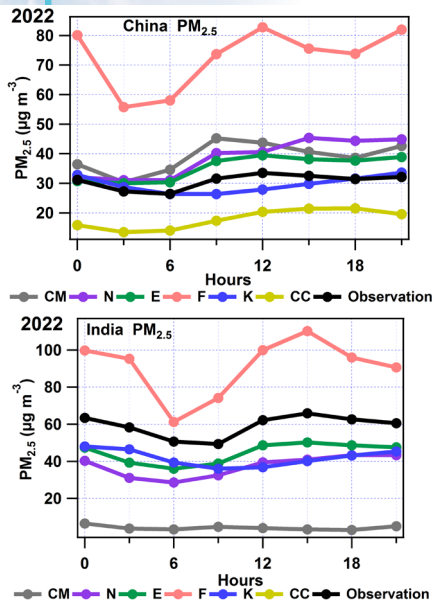 2022
China PM2.5
PM2.5 (µg m-3)
80
70
60
50
40
30
20
0 6 12 18
Hours
CM N E F K CC Observation
2022
India PM2.5
PM2.5 (µg m-3)
100
80
60
40
20
0 6 12 18
Hours
CM N E F K CC Observation